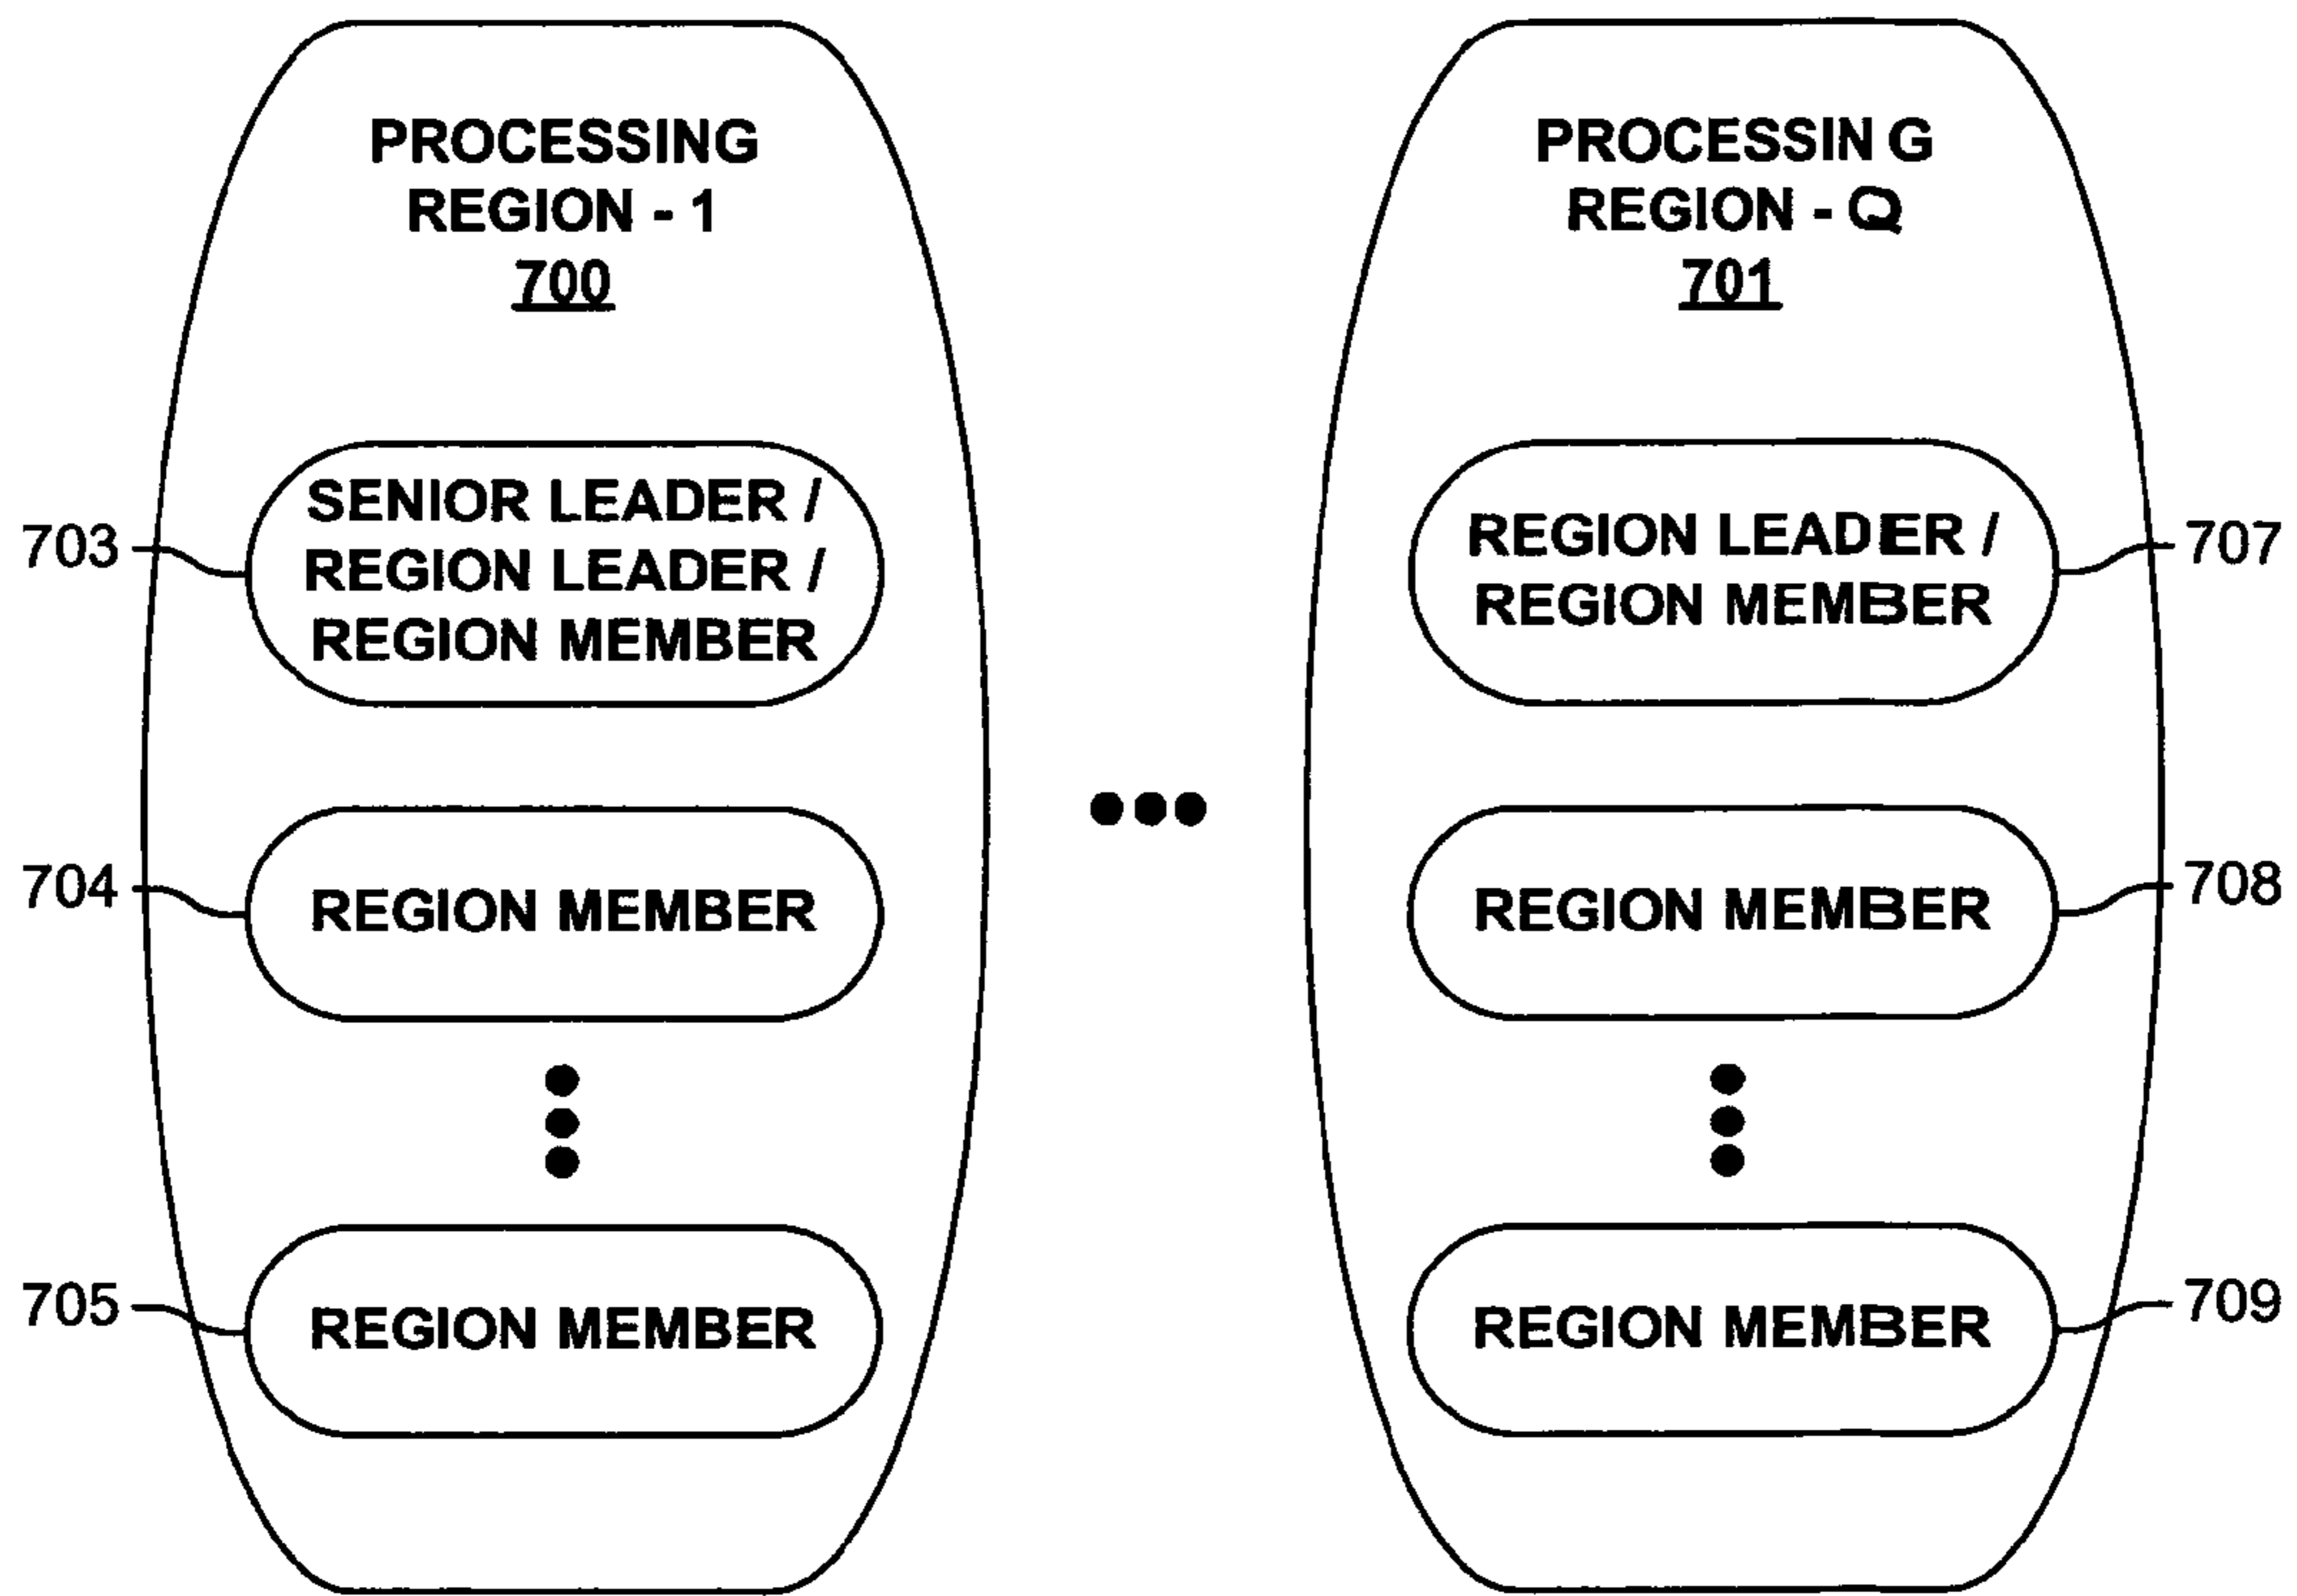 PROCESSING
REGION - 1
700
703
SENIOR LEADER /
REGION LEADER /
REGION MEMBER
704
REGION MEMBER
705
REGION MEMBER
PROCESSING
REGION - Q
701
REGION LEADER /
REGION MEMBER
707
REGION MEMBER
708
REGION MEMBER
709